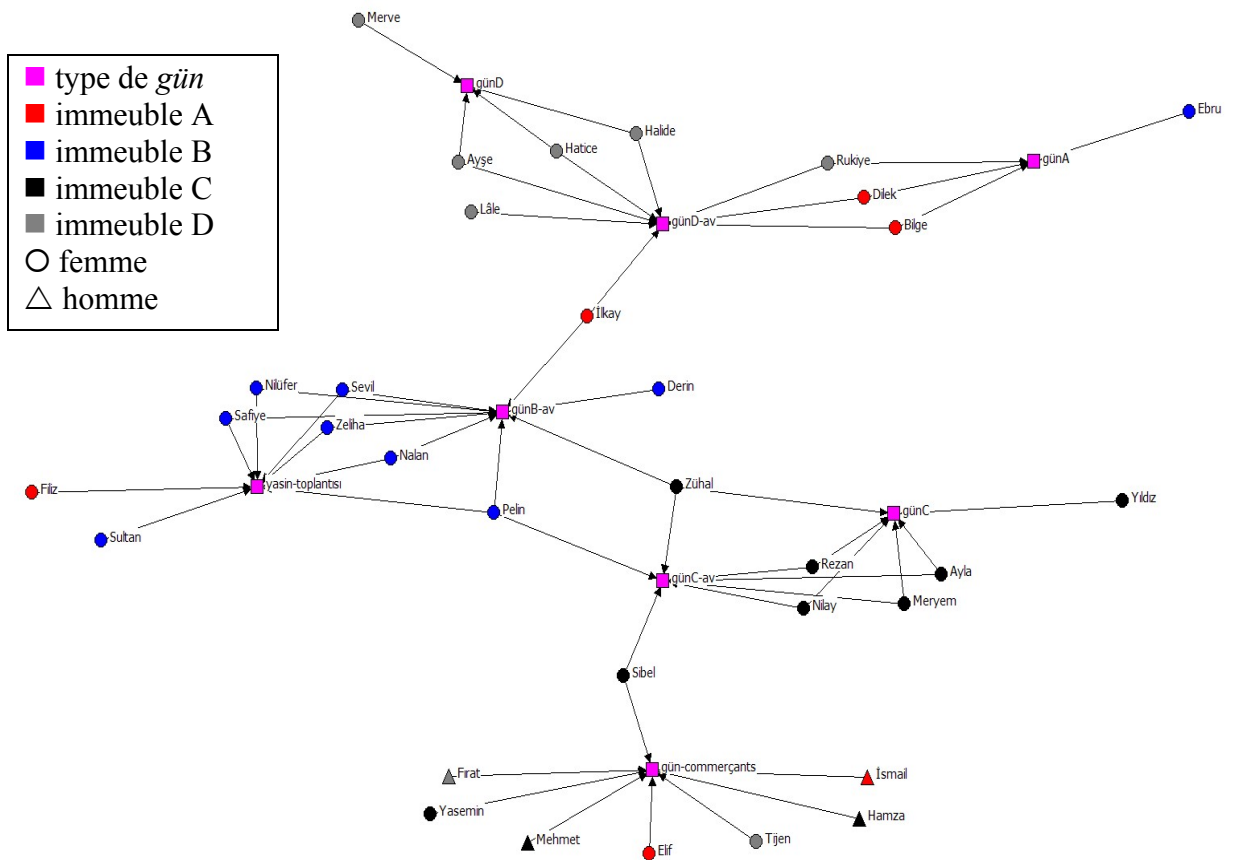 Merve
type de gün
immeuble A
immeuble B
immeuble C
immeuble D
femme
homme
günD
Ebru
Halide
Hatice
Ayşe
Rukiye
günA
Dilek
Lâle
günD-av
Bilge
İlkay
Nilüfer
Sevil
Derin
günB-av
Safiye
Zeliha
Nalan
yasin-toplantısı
Zühal
Filiz
Yıldız
Pelin
günC
Sultan
Rezan
Ayla
günC-av
Nilay
Meryem
Sibel
gün-commerçants
Fırat
İsmail
Yasemin
Hamza
Mehmet
Tijen
Elif